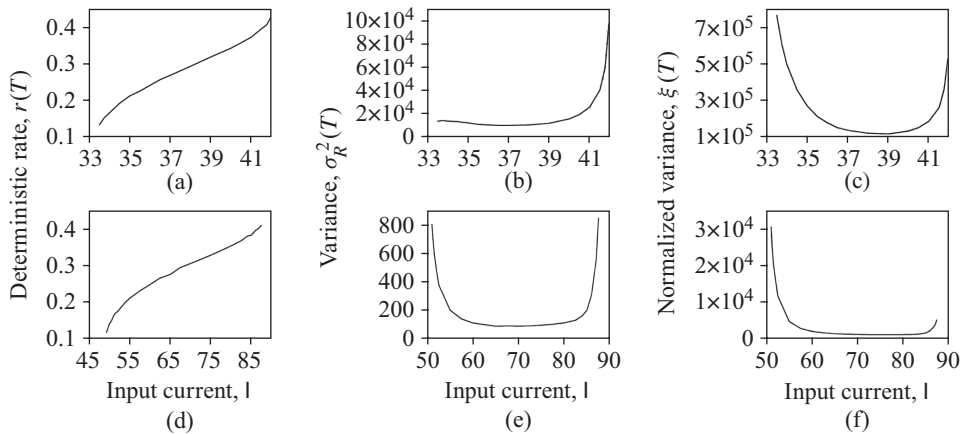 Deterministic rate, r(T)
0.4
0.3
0.2
0.1
33 35 37 39 41
(a)
Variance, σ_R^2(T)
10×10^4
8×10^4
6×10^4
4×10^4
2×10^4
0
33 35 37 39 41
(b)
Normalized variance, ξ(T)
7×10^5
5×10^5
3×10^5
1×10^5
33 35 37 39 41
(c)
0.4
0.3
0.2
0.1
45 55 65 75 85
Input current, I
(d)
800
600
400
200
0
50 60 70 80 90
Input current, I
(e)
3×10^4
1×10^4
0
50 60 70 80 90
Input current, I
(f)